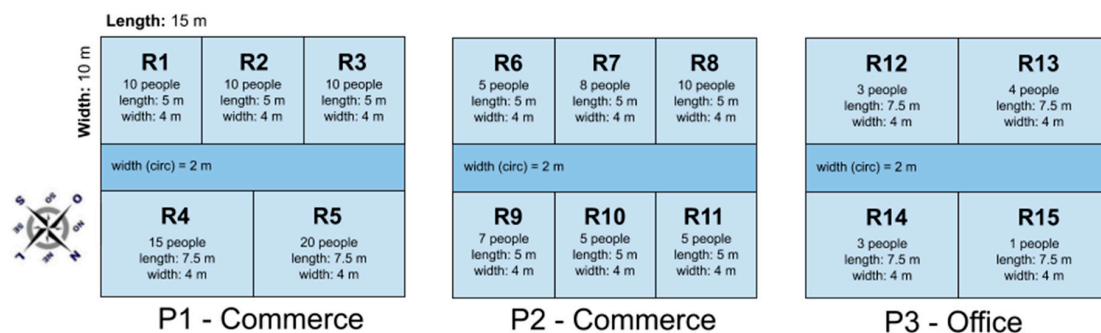 Length: 15 m
Width: 10 m
R1
10 people
length: 5 m
width: 4 m
R2
10 people
length: 5 m
width: 4 m
R3
10 people
length: 5 m
width: 4 m
width (circ) = 2 m
R4
15 people
length: 7.5 m
width: 4 m
R5
20 people
length: 7.5 m
width: 4 m
P1 - Commerce
R6
5 people
length: 5 m
width: 4 m
R7
8 people
length: 5 m
width: 4 m
R8
10 people
length: 5 m
width: 4 m
width (circ) = 2 m
R9
7 people
length: 5 m
width: 4 m
R10
5 people
length: 5 m
width: 4 m
R11
5 people
length: 5 m
width: 4 m
P2 - Commerce
R12
3 people
length: 7.5 m
width: 4 m
R13
4 people
length: 7.5 m
width: 4 m
width (circ) = 2 m
R14
3 people
length: 7.5 m
width: 4 m
R15
1 people
length: 7.5 m
width: 4 m
P3 - Office
S
SO
O
SE
NO
L
NE
N